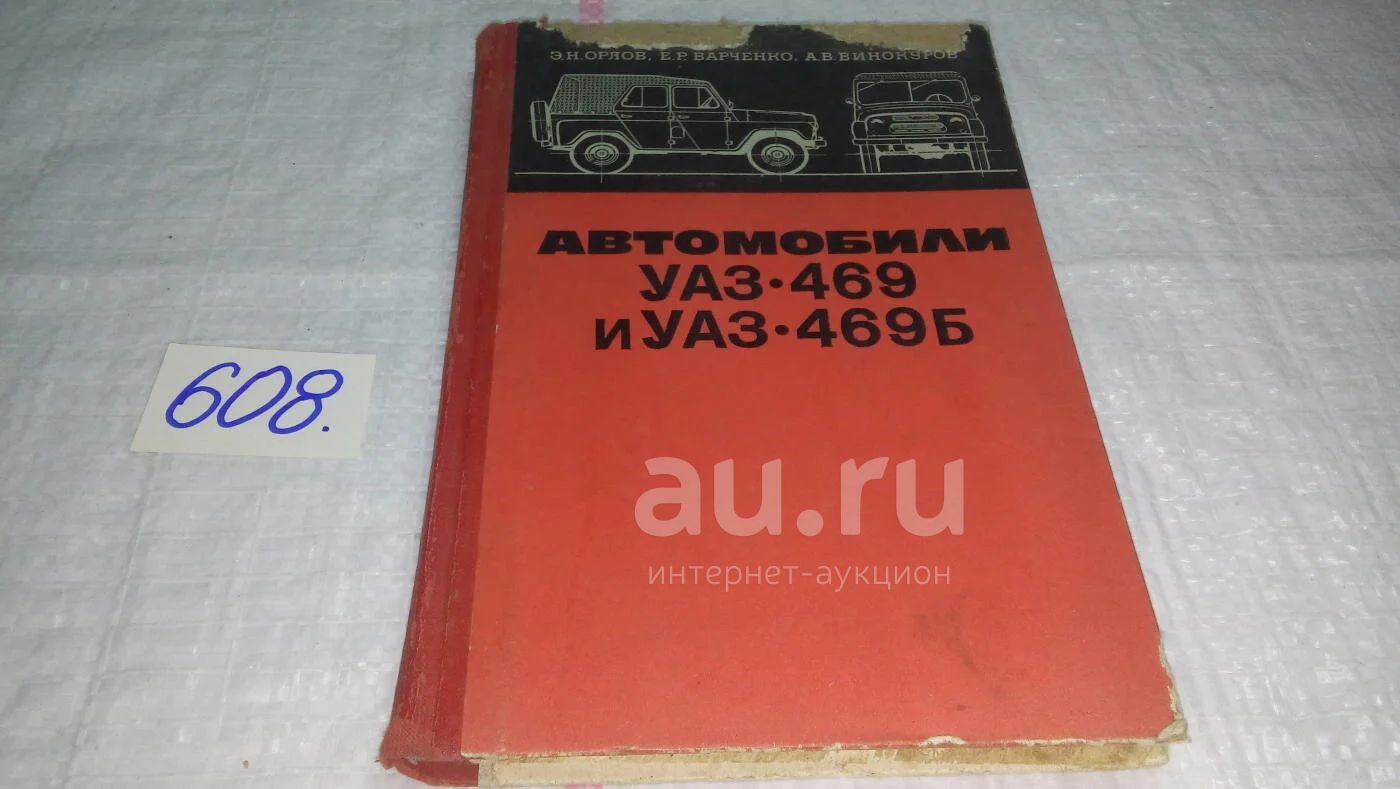 Э.Н.ОРЛОВ, Е.Р.ВАРЧЕНКО, А.В.ВИНОКУРОВ
АВТОМОБИЛИ
УАЗ·469
и УАЗ·469Б
608.
au.ru
интернет-аукцион